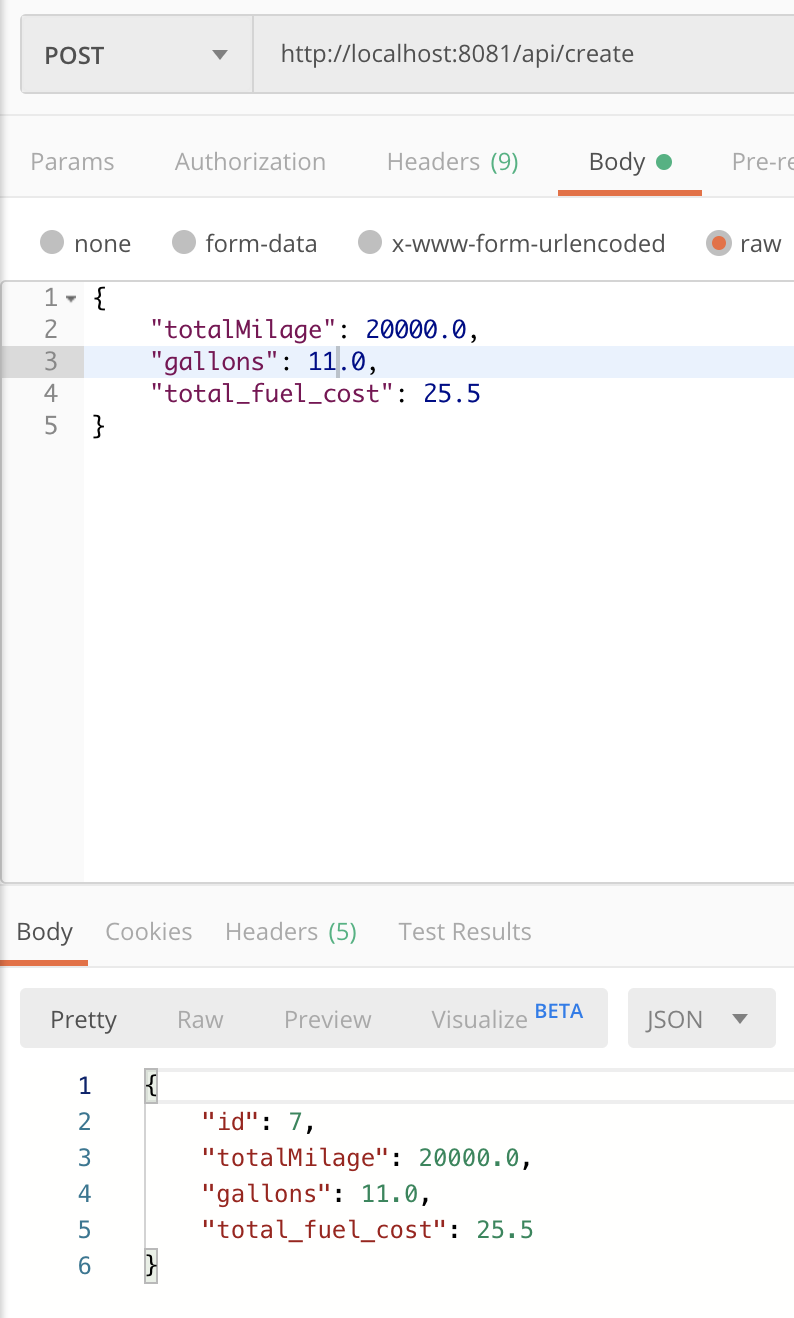 POST http://localhost:8081/api/create
Params Authorization Headers (9) Body Pre-re
none form-data x-www-form-urlencoded raw
1 {
2 "totalMilage": 20000.0,
3 "gallons": 11.0,
4 "total_fuel_cost": 25.5
5 }
Body Cookies Headers (5) Test Results
Pretty Raw Preview Visualize BETA JSON
1 {
2 "id": 7,
3 "totalMilage": 20000.0,
4 "gallons": 11.0,
5 "total_fuel_cost": 25.5
6 }